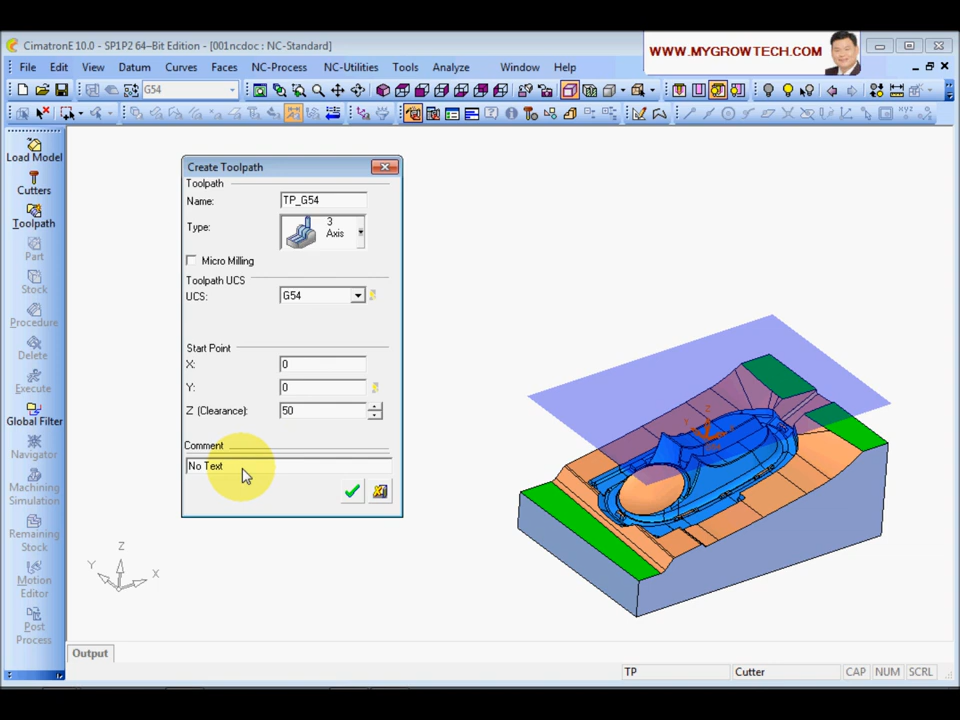 CimatronE 10.0 - SP1P2 64-Bit Edition - [001ncdoc : NC-Standard]
WWW.MYGROWTECH.COM
File Edit View Datum Curves Faces NC-Process NC-Utilities Tools Analyze Window Help
G54
XYZ
Load Model
Cutters
Toolpath
Part
Stock
Procedure
Delete
Execute
Global Filter
Navigator
Machining
Simulation
Remaining
Stock
Motion
Editor
Post
Process
Create Toolpath
Toolpath
Name: TP_G54
Type: 3
Axis
Micro Milling
Toolpath UCS
UCS: G54
Start Point
X: 0
Y: 0
Z (Clearance): 50
Comment
No Text
Z
Z
Y
X
Output
TP Cutter CAP NUM SCRL